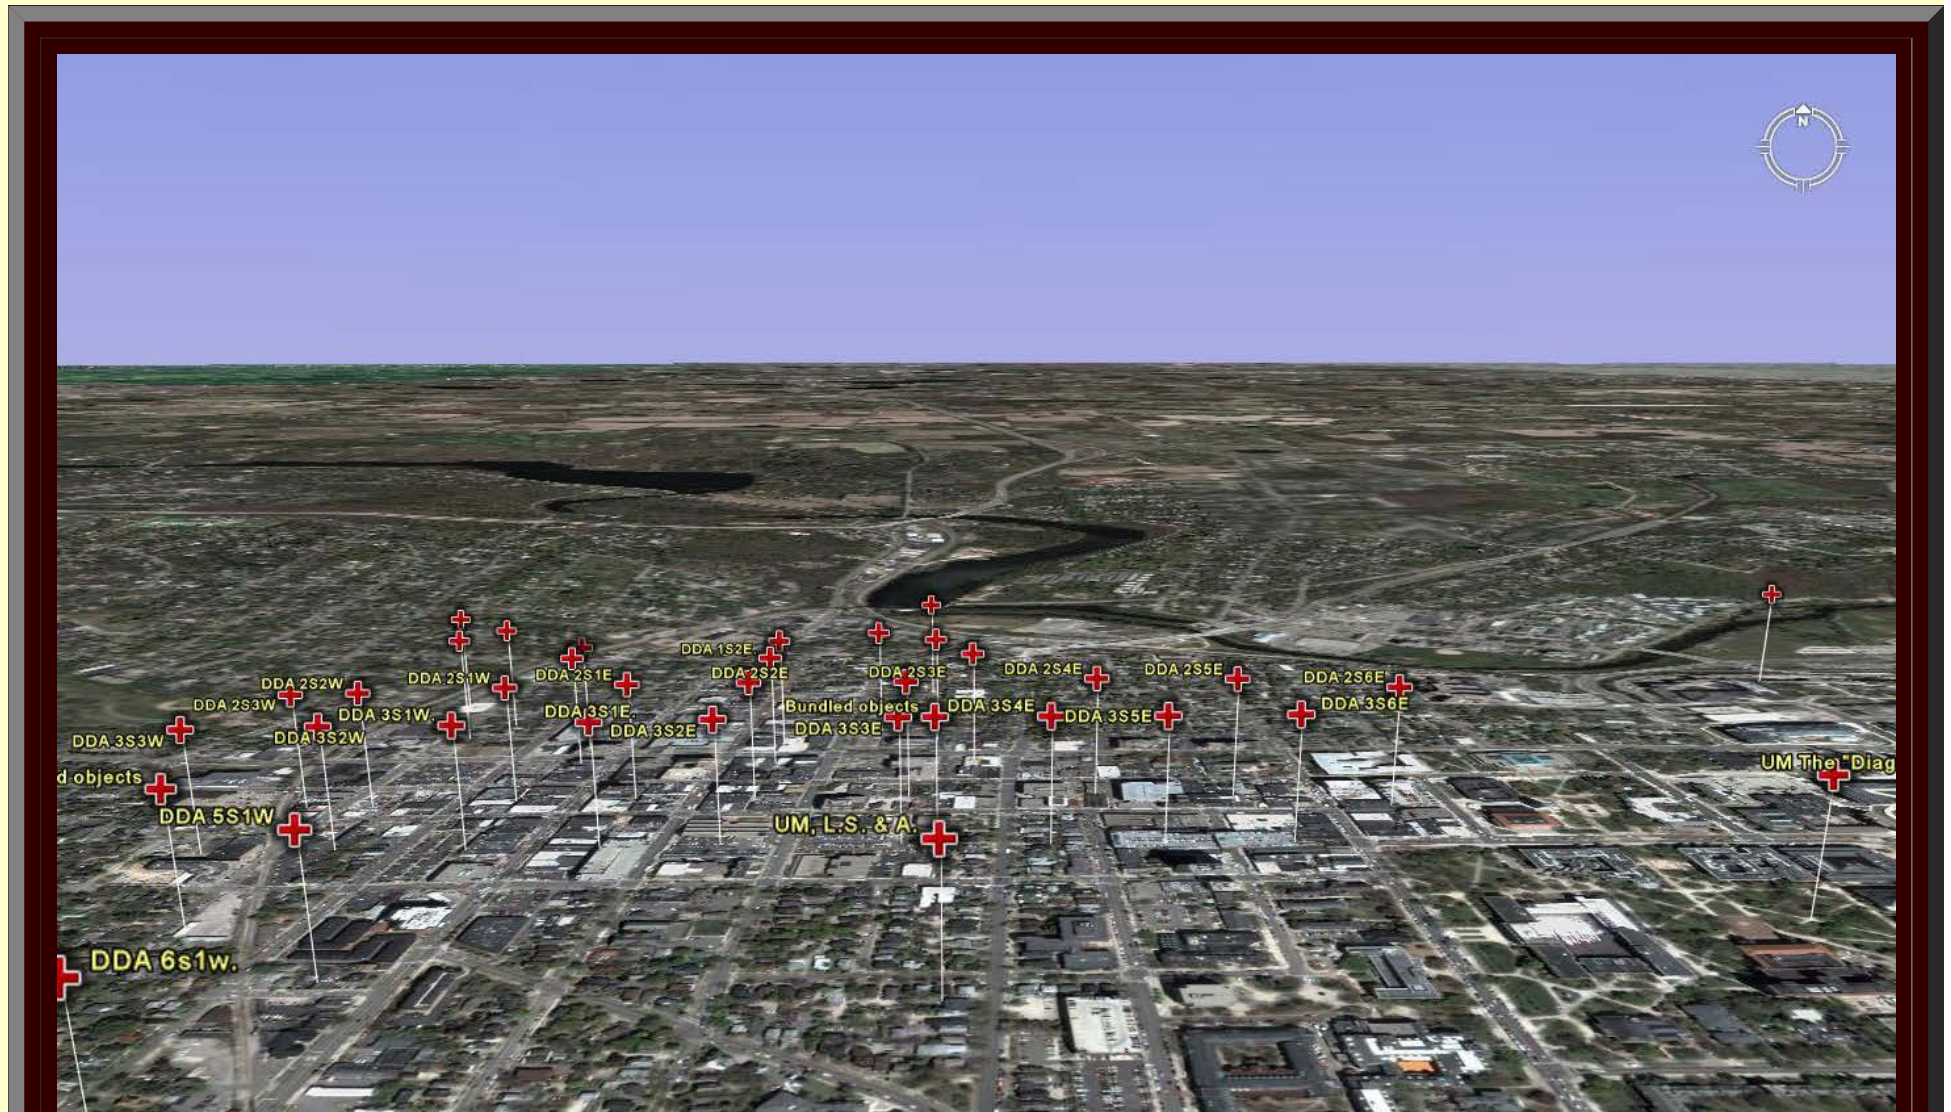 N
DDA 1S2E.
DDA 2S3E
DDA 2S4E
DDA 2S5E
DDA 2S2E
DDA 2S1E
DDA 2S1W
DDA 2S6E
DDA 2S2W
DDA 2S3W
DDA 3S6E
Bundled objects
DDA 3S4E
DDA 3S1E.
DDA 3S1W.
DDA 3S5E
DDA 3S3E
DDA 3S2E
DDA 3S2W
DDA 3S3W
UM The "Diag
d objects
DDA 5S1W
UM, L.S. & A.
DDA 6s1w.